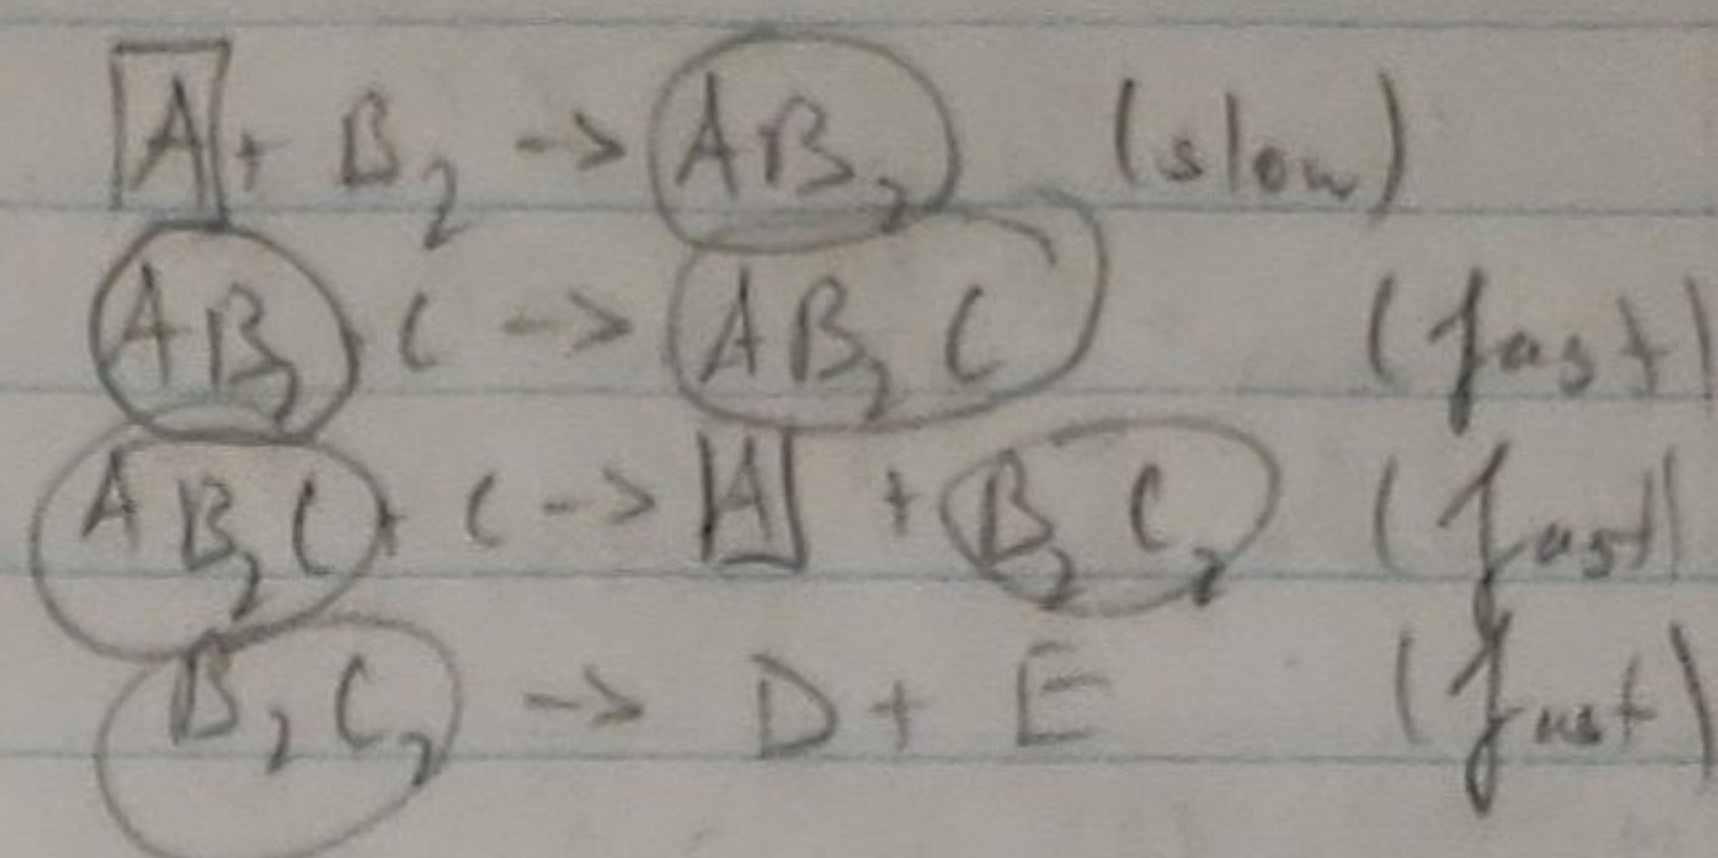 A + B₂ -> AB₂ (slow)
AB₂ + C -> AB₂C (fast)
AB₂C + C -> A + B₂C₂ (fast)
B₂C₂ -> D + E (fast)